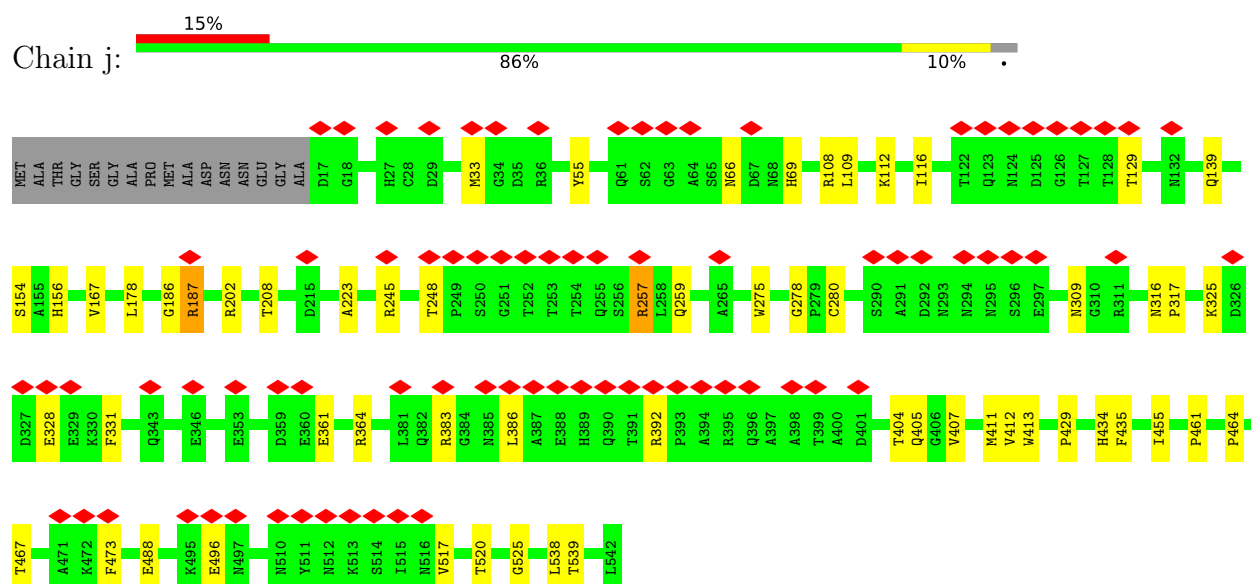 15%
Chain j:
86% 10% •
MET ALA THR GLY SER GLY ALA PRO MET ALA ASP ASN ASN GLU GLY ALA D17 G18 H27 C28 D29 M33 G34 D35 R36 Y55 Q61 S62 G63 A64 S65 N66 D67 N68 H69 R108 L109 K112 I116 T122 Q123 N124 D125 G126 T127 T128 T129 N132 Q139
S154 A155 H156 V167 L178 G186 R187 R202 T208 D215 A223 R245 T248 P249 S250 G251 T252 T253 T254 Q255 S256 R257 L258 Q259 A265 W275 G278 P279 C280 S290 A291 D292 N293 N294 N295 S296 E297 N309 G310 R311 N316 P317 K325 D326
D327 E328 E329 K330 F331 Q343 E346 E353 D359 E360 E361 R364 L381 Q382 R383 G384 N385 L386 A387 E388 H389 Q390 T391 R392 P393 A394 R395 Q396 A397 A398 T399 A400 D401 T404 Q405 G406 V407 M411 V412 W413 P429 H434 F435 I455 P461 P464
T467 A471 K472 F473 E488 K495 E496 N497 N510 Y511 N512 K513 S514 I515 N516 V517 T520 G525 L538 T539 L542